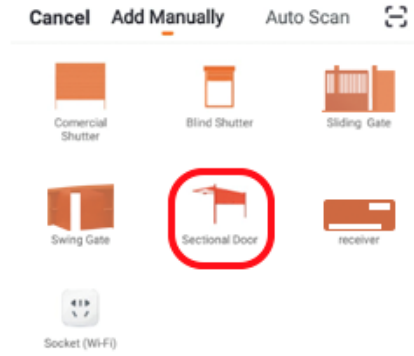 Cancel Add Manually Auto Scan
Comercial Blind Shutter Sliding Gate
Shutter
Swing Gate Sectional Door receiver
Socket (Wi-Fi)